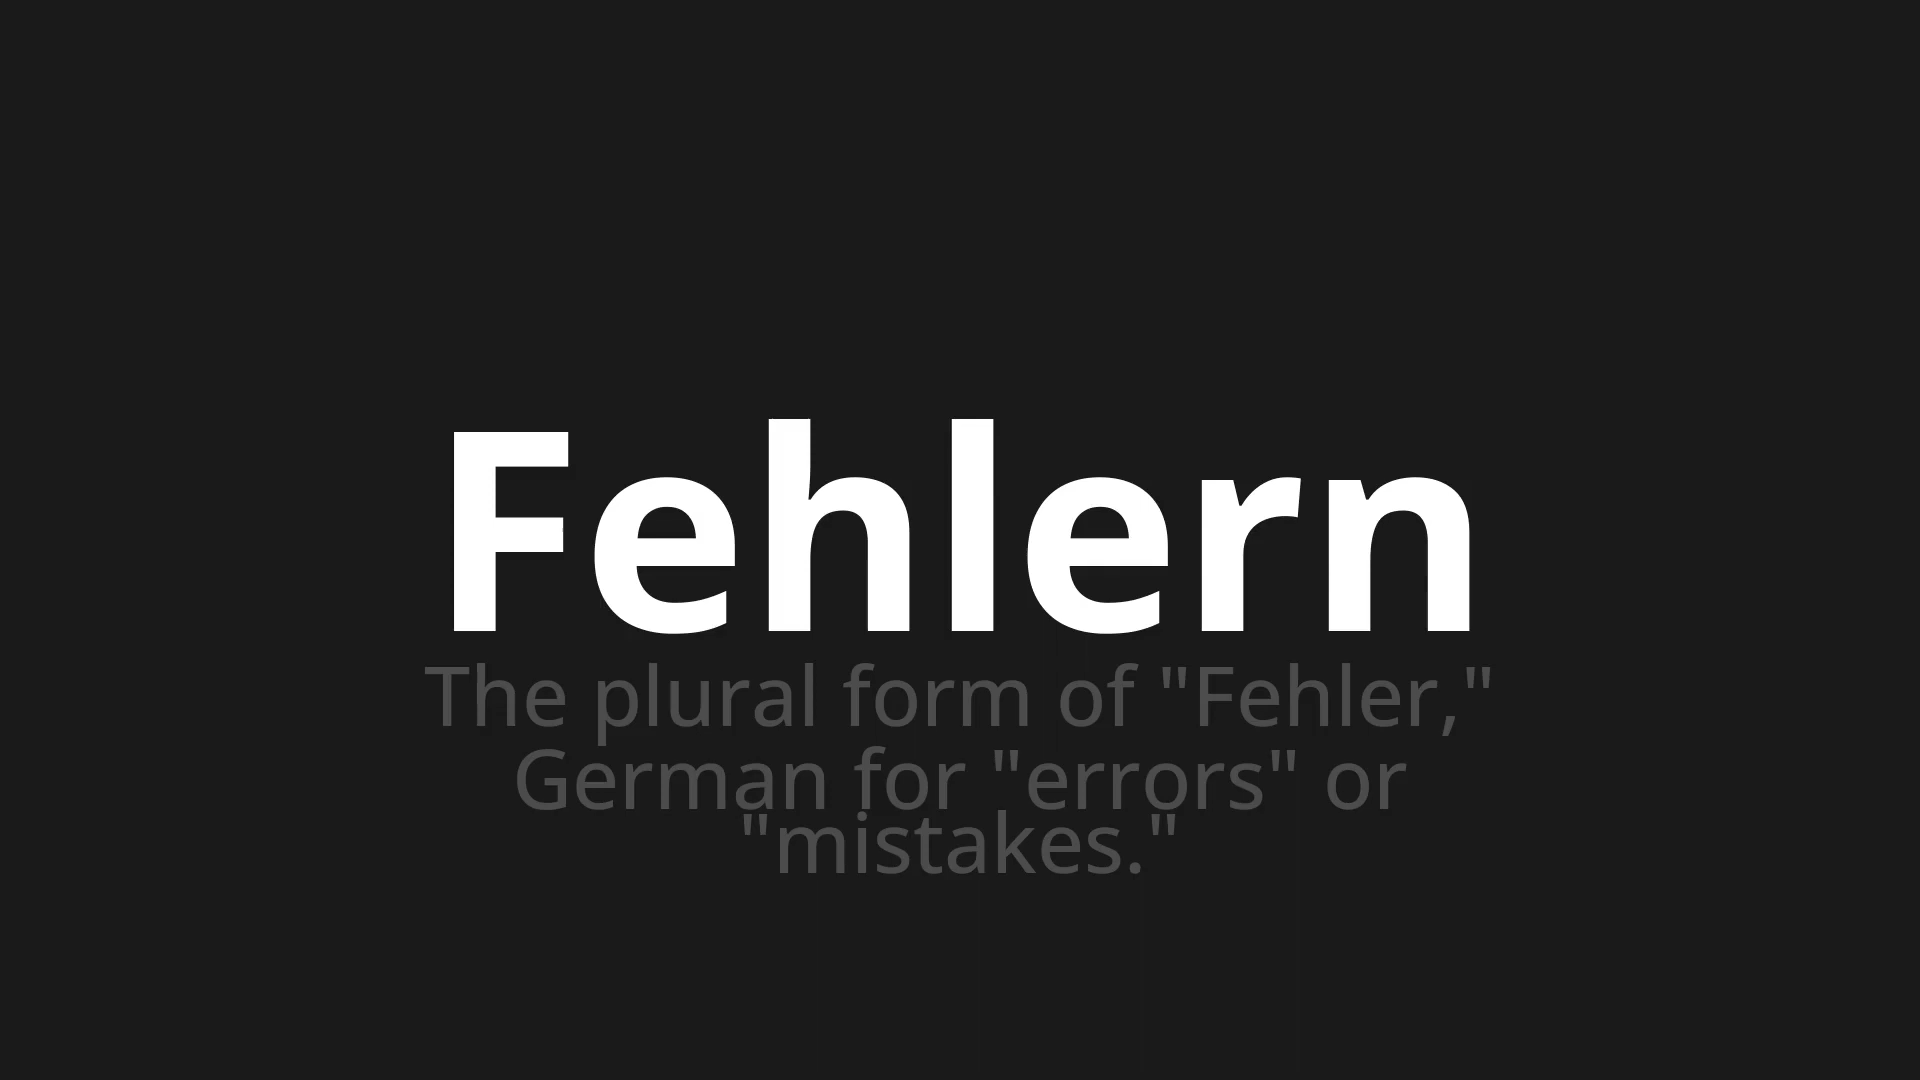 Fehlern
The plural form of "Fehler,"
German for "errors" or
"mistakes."